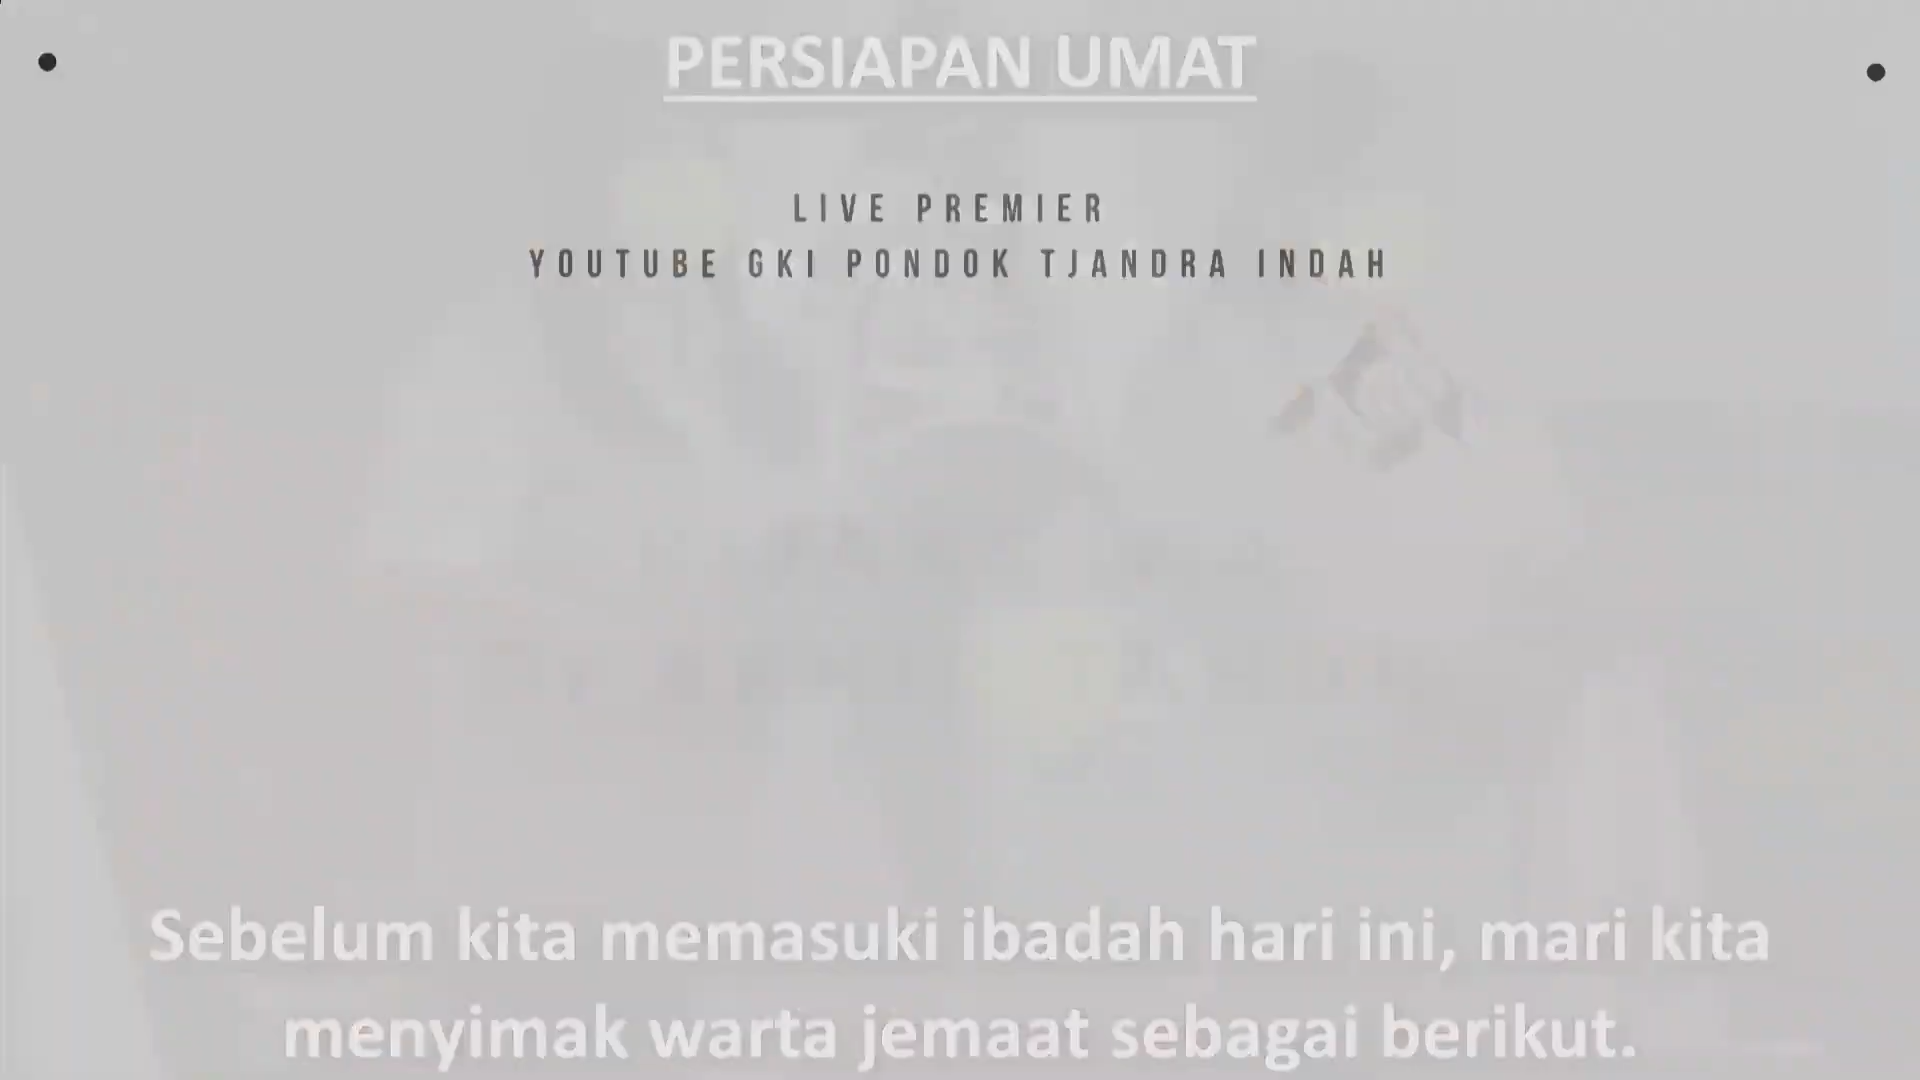 PERSIAPAN UMAT
LIVE PREMIER
YOUTUBE GKI PONDOK TJANDRA INDAH
Sebelum kita memasuki ibadah hari ini, mari kita
menyimak warta jemaat sebagai berikut.